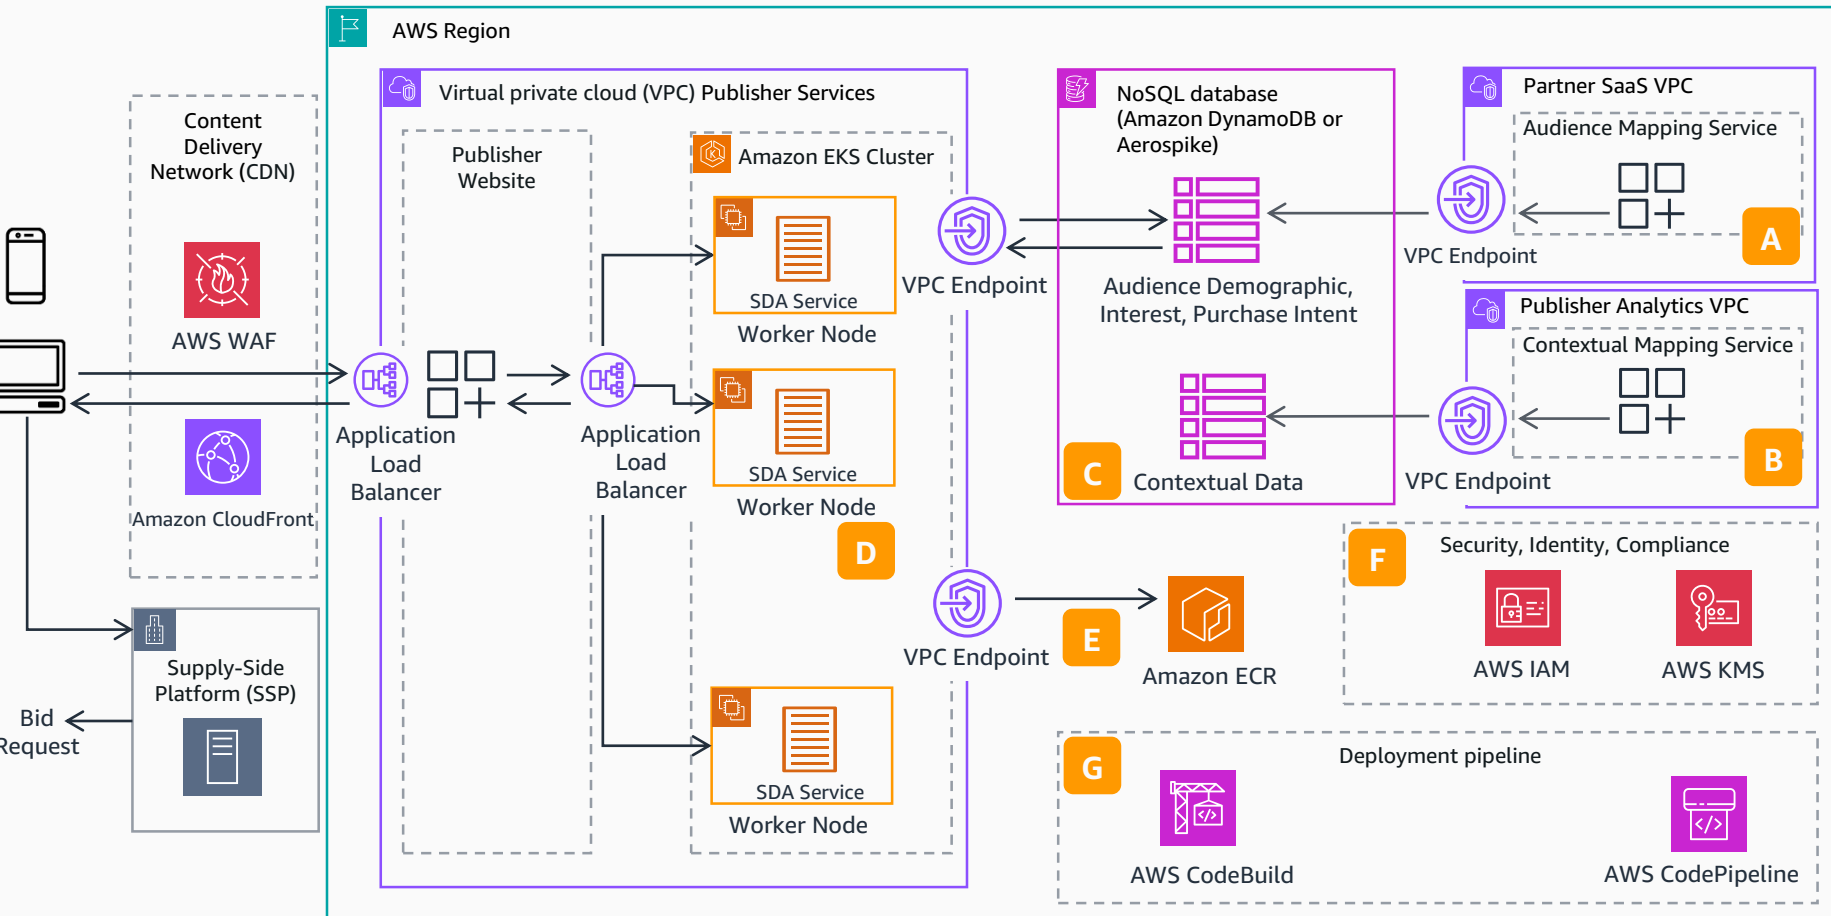 AWS Region
Content
Delivery
Network (CDN)
AWS WAF
Amazon CloudFront
Supply-Side
Platform (SSP)
Bid
Request
Virtual private cloud (VPC) Publisher Services
Publisher
Website
Application
Load
Balancer
Application
Load
Balancer
Amazon EKS Cluster
SDA Service
Worker Node
SDA Service
Worker Node
D
SDA Service
Worker Node
VPC Endpoint
VPC Endpoint
E
Amazon ECR
NoSQL database
(Amazon DynamoDB or
Aerospike)
Audience Demographic,
Interest, Purchase Intent
C
Contextual Data
Partner SaaS VPC
Audience Mapping Service
A
VPC Endpoint
Publisher Analytics VPC
Contextual Mapping Service
B
VPC Endpoint
F
Security, Identity, Compliance
AWS IAM
AWS KMS
G
Deployment pipeline
AWS CodeBuild
AWS CodePipeline